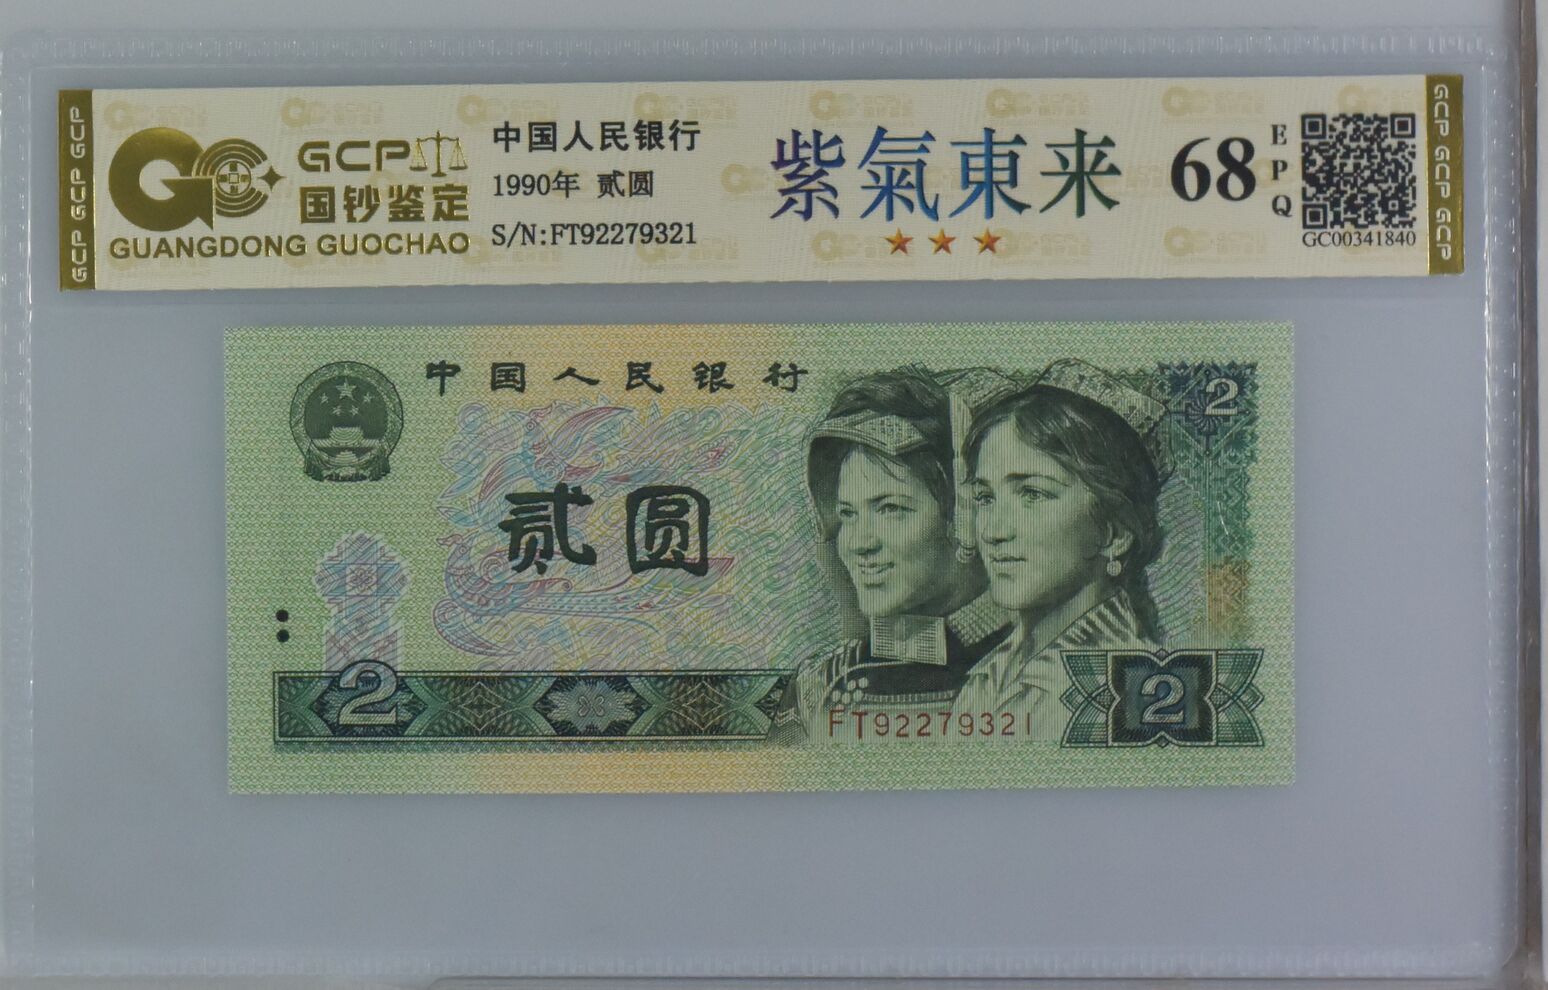 GCP GCP GCP
GCP
国钞鉴定
GUANGDONG GUOCHAO
中国人民银行
1990年 贰圆
S/N:FT92279321
紫氣東来
68
EPQ
GC00341840
GCP GCP GCP
中国人民银行
2
贰圆
2
FT92279321
2